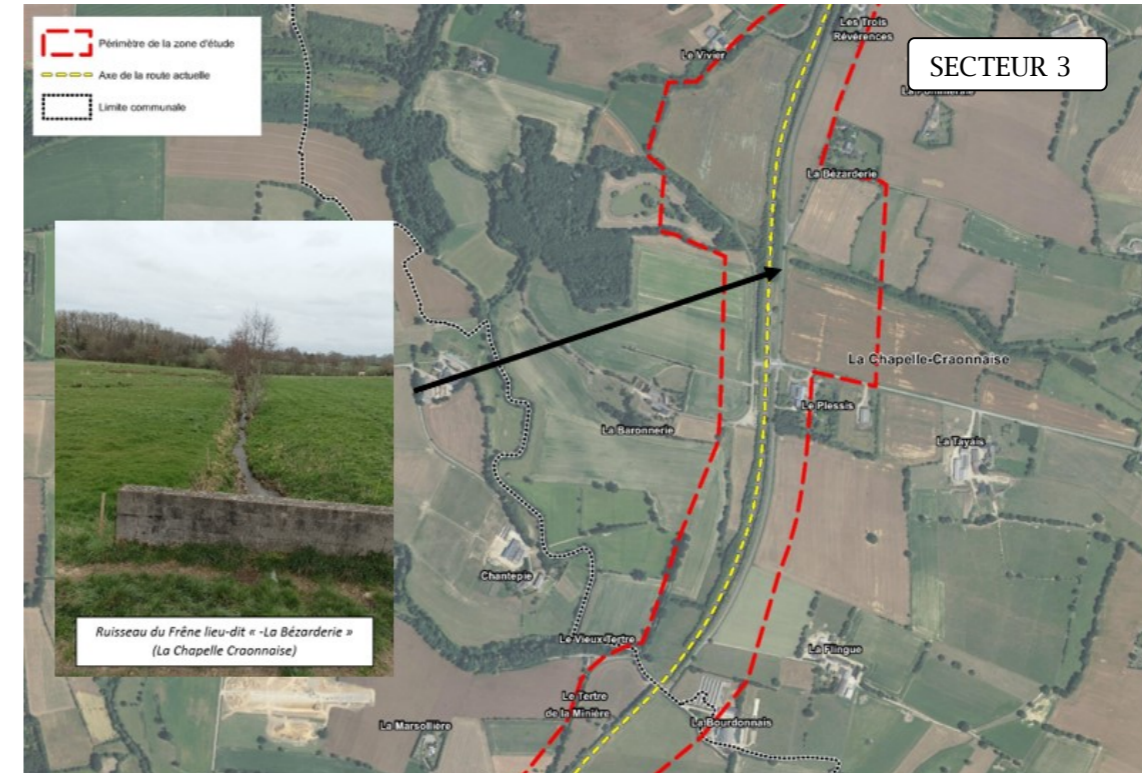 Périmètre de la zone d'étude
Axe de la route actuelle
Limite communale
SECTEUR 3
Les Trois
Révérences
Le Vivier
La Bézarderie
La Chapelle-Craonnaise
Le Plessis
La Baronnerie
La Tayais
Chantepie
Le Vieux-Tertre
La Flingue
Le Tertre
de la Minière
La Marsollière
La Bourdonnais
Ruisseau du Frêne lieu-dit « -La Bézarderie »
(La Chapelle Craonnaise)